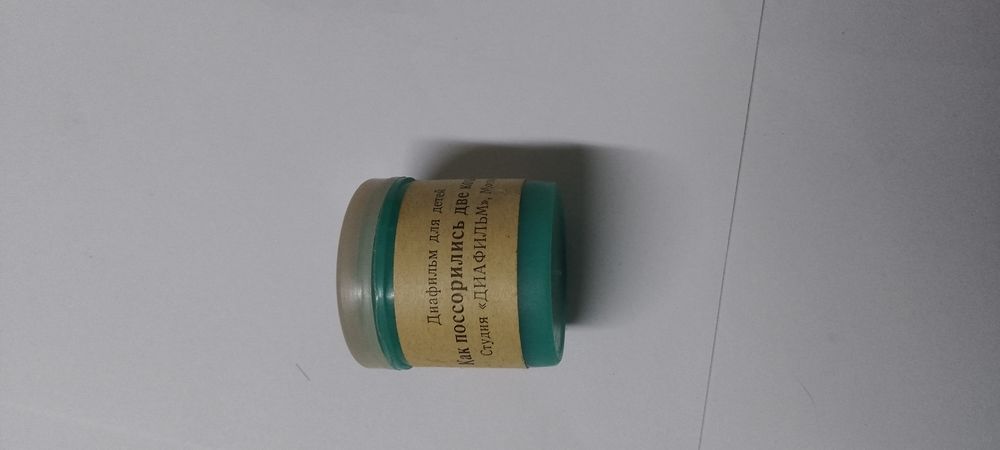 Диафильм для детей
Как поссорились две
Студия «ДИАФИЛЬМ»,